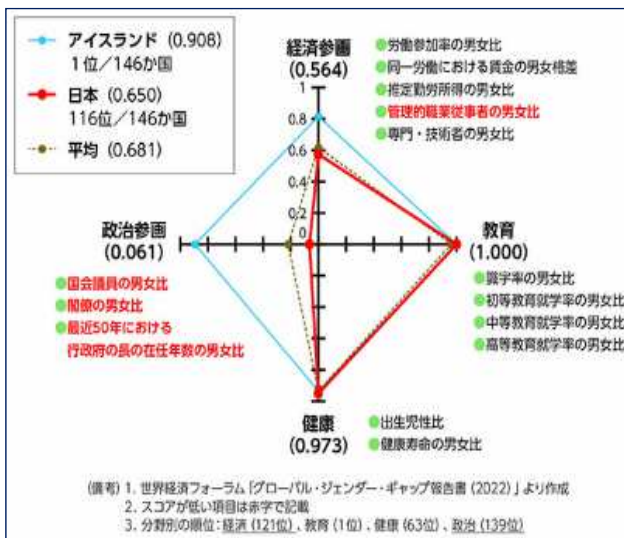 アイスランド (0.908)
1位／146か国
日本 (0.650)
116位／146か国
平均 (0.681)
経済参画
(0.564)
●労働参加率の男女比
●同一労働における賃金の男女格差
●推定勤労所得の男女比
●管理的職業従事者の男女比
●専門・技術者の男女比
1
0.8
0.6
0.4
0.2
0
政治参画
(0.061)
●国会議員の男女比
●閣僚の男女比
●最近50年における
行政府の長の在任年数の男女比
教育
(1.000)
●識字率の男女比
●初等教育就学率の男女比
●中等教育就学率の男女比
●高等教育就学率の男女比
健康
(0.973)
●出生児性比
●健康寿命の男女比
(備考) 1. 世界経済フォーラム「グローバル・ジェンダー・ギャップ報告書 (2022)」より作成
2. スコアが低い項目は赤字で記載
3. 分野別の順位：経済 (121位)、教育 (1位)、健康 (63位)、政治 (139位)